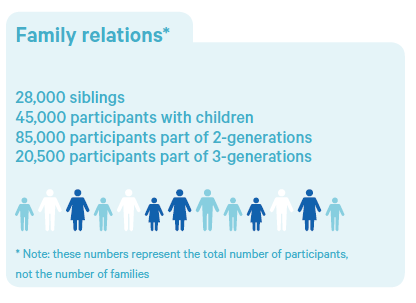 Family relations*
28,000 siblings
45,000 participants with children
85,000 participants part of 2-generations
20,500 participants part of 3-generations
* Note: these numbers represent the total number of participants,
not the number of families